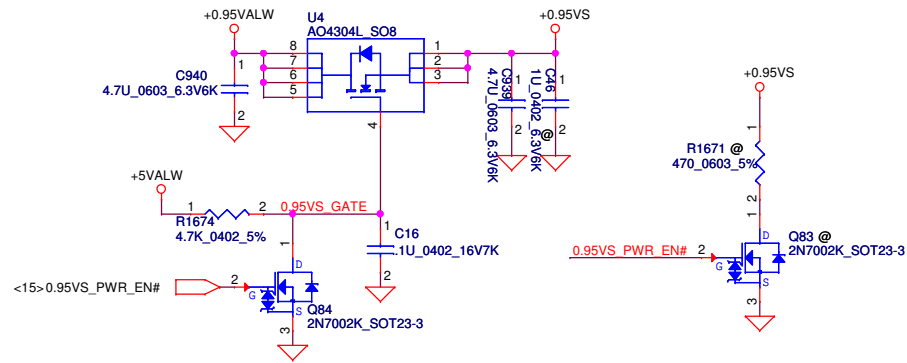 +0.95VALW
U4
AO4304L_SO8
+0.95VS
8
7
6
5
1
2
3
4
C940
4.7U_0603_6.3V6K
1
2
C939
4.7U_0603_6.3V6K
1
2
C46
1U_0402_6.3V6K
@
1
2
+0.95VS
R1671 @
470_0603_5%
1
2
+5VALW
1
2
R1674
4.7K_0402_5%
0.95VS_GATE
C16
.1U_0402_16V7K
1
2
<15>0.95VS_PWR_EN#
2
G
1
D
S
3
Q84
2N7002K_SOT23-3
0.95VS_PWR_EN#
2
G
1
D
S
3
Q83 @
2N7002K_SOT23-3